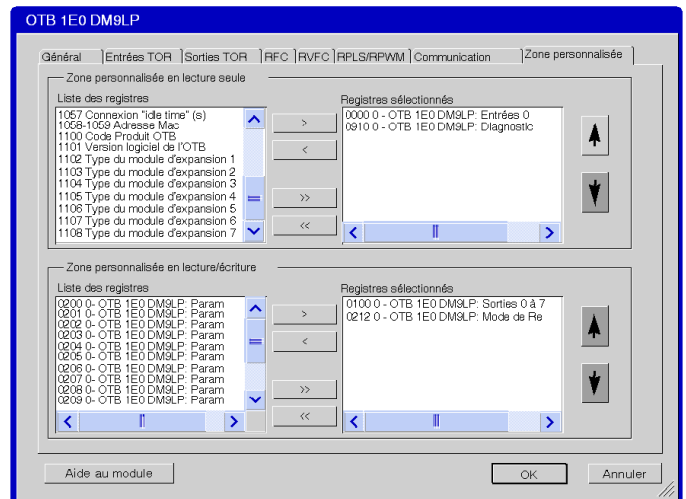 OTB 1E0 DM9LP
Général Entrées TOR Sorties TOR RFC RVFC RPLS/RPWM Communication Zone personnalisée
Zone personnalisée en lecture seule
Liste des registres
1057 Connexion "idle time" (s)
1058-1059 Adresse Mac
1100 Code Produit OTB
1101 Version logiciel de l'OTB
1102 Type du module d'expansion 1
1103 Type du module d'expansion 2
1104 Type du module d'expansion 3
1105 Type du module d'expansion 4
1106 Type du module d'expansion 5
1107 Type du module d'expansion 6
1108 Type du module d'expansion 7
>
<
>>
<<
Registres sélectionnés
0000 0 - OTB 1E0 DM9LP: Entrées 0
0910 0 - OTB 1E0 DM9LP: Diagnostic
Zone personnalisée en lecture/écriture
Liste des registres
0200 0- OTB 1E0 DM9LP: Param
0201 0- OTB 1E0 DM9LP: Param
0202 0- OTB 1E0 DM9LP: Param
0203 0- OTB 1E0 DM9LP: Param
0204 0- OTB 1E0 DM9LP: Param
0205 0- OTB 1E0 DM9LP: Param
0206 0- OTB 1E0 DM9LP: Param
0207 0- OTB 1E0 DM9LP: Param
0208 0- OTB 1E0 DM9LP: Param
0209 0- OTB 1E0 DM9LP: Param
>
<
>>
<<
Registres sélectionnés
0100 0 - OTB 1E0 DM9LP: Sorties 0 à 7
0212 0 - OTB 1E0 DM9LP: Mode de Re
Aide au module
OK
Annuler